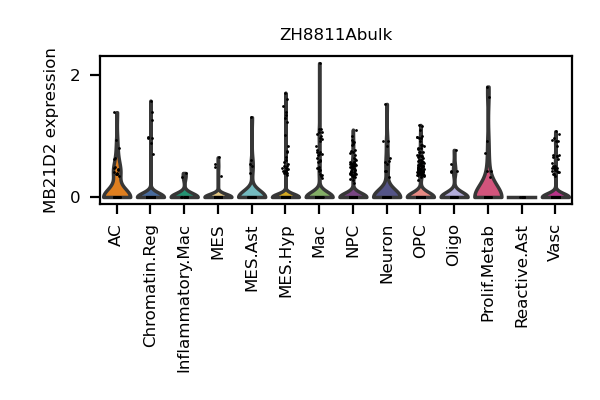 ZH8811Abulk
MB21D2 expression
2
0
AC
Chromatin.Reg
Inflammatory.Mac
MES
MES.Ast
MES.Hyp
Mac
NPC
Neuron
OPC
Oligo
Prolif.Metab
Reactive.Ast
Vasc